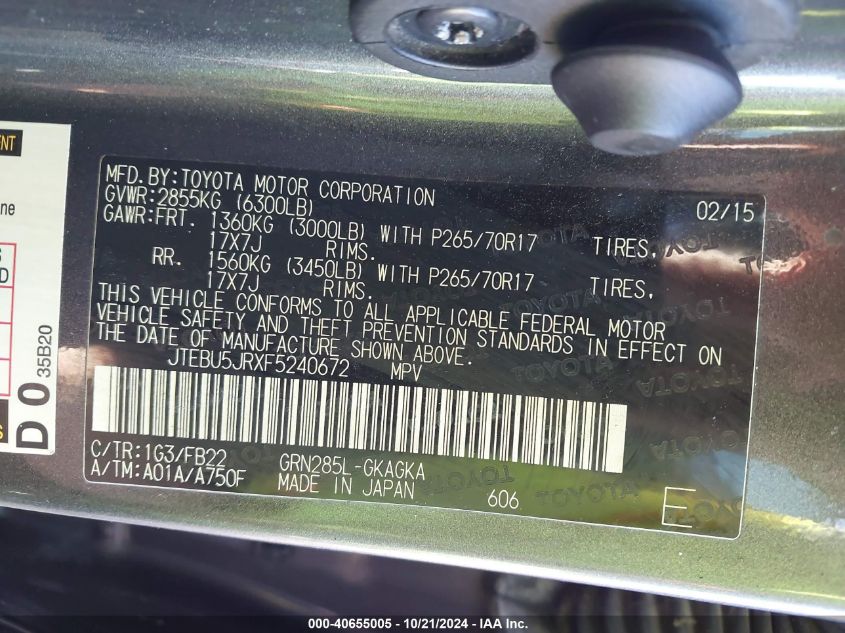 ENT
ne
S
D
S
D 0 35B20
MFD. BY: TOYOTA MOTOR CORPORATION 02/15
GVWR: 2855KG (6300LB)
GAWR: FRT. 1360KG (3000LB) WITH P265/70R17 TIRES,
17X7J RIMS.
RR. 1560KG (3450LB) WITH P265/70R17 TIRES,
17X7J RIMS.
THIS VEHICLE CONFORMS TO ALL APPLICABLE FEDERAL MOTOR
VEHICLE SAFETY AND THEFT PREVENTION STANDARDS IN EFFECT ON
THE DATE OF MANUFACTURE SHOWN ABOVE.
JTEBU5JRXF5240672 MPV
C/TR: 1G3/FB22 GRN285L-GKAGKA
A/TM: A01A/A750F MADE IN JAPAN 606 E
000-40655005 - 10/21/2024 - IAA Inc.